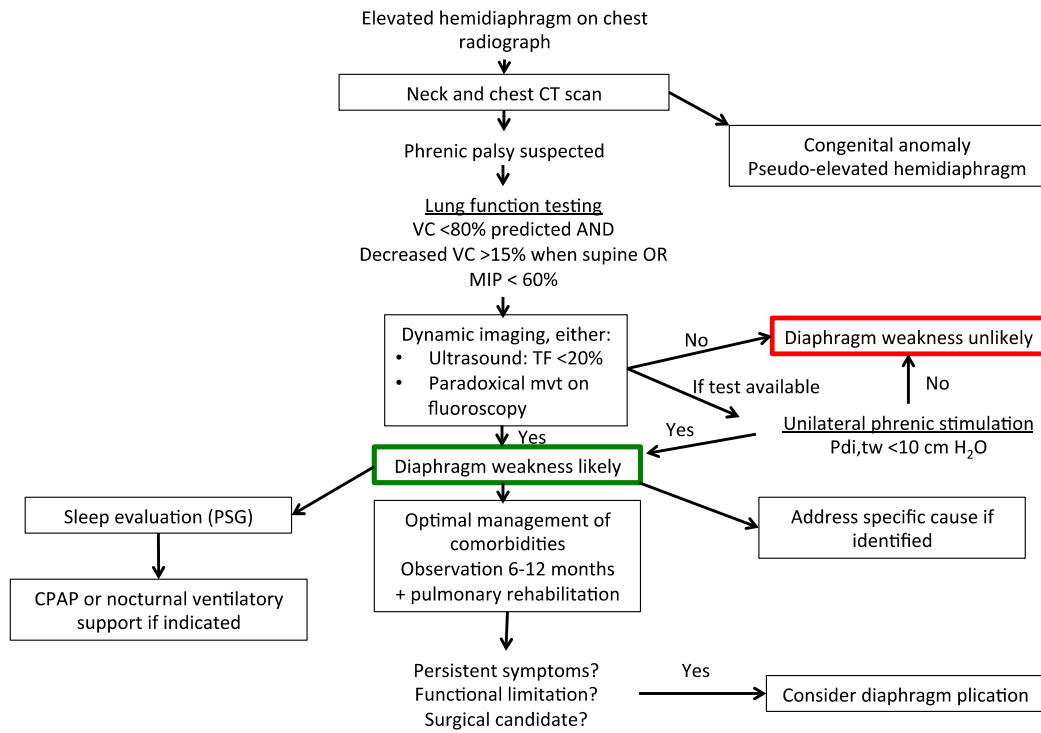 Elevated hemidiaphragm on chest
radiograph
Neck and chest CT scan
Congenital anomaly
Pseudo-elevated hemidiaphragm
Phrenic palsy suspected
Lung function testing
VC <80% predicted AND
Decreased VC >15% when supine OR
MIP < 60%
Dynamic imaging, either:
• Ultrasound: TF <20%
• Paradoxical mvt on
fluoroscopy
No
Diaphragm weakness unlikely
If test available
No
Unilateral phrenic stimulation
Pdi,tw <10 cm H₂O
Yes
Yes
Diaphragm weakness likely
Sleep evaluation (PSG)
CPAP or nocturnal ventilatory
support if indicated
Optimal management of
comorbidities
Observation 6-12 months
+ pulmonary rehabilitation
Address specific cause if
identified
Persistent symptoms?
Functional limitation?
Surgical candidate?
Yes
Consider diaphragm plication